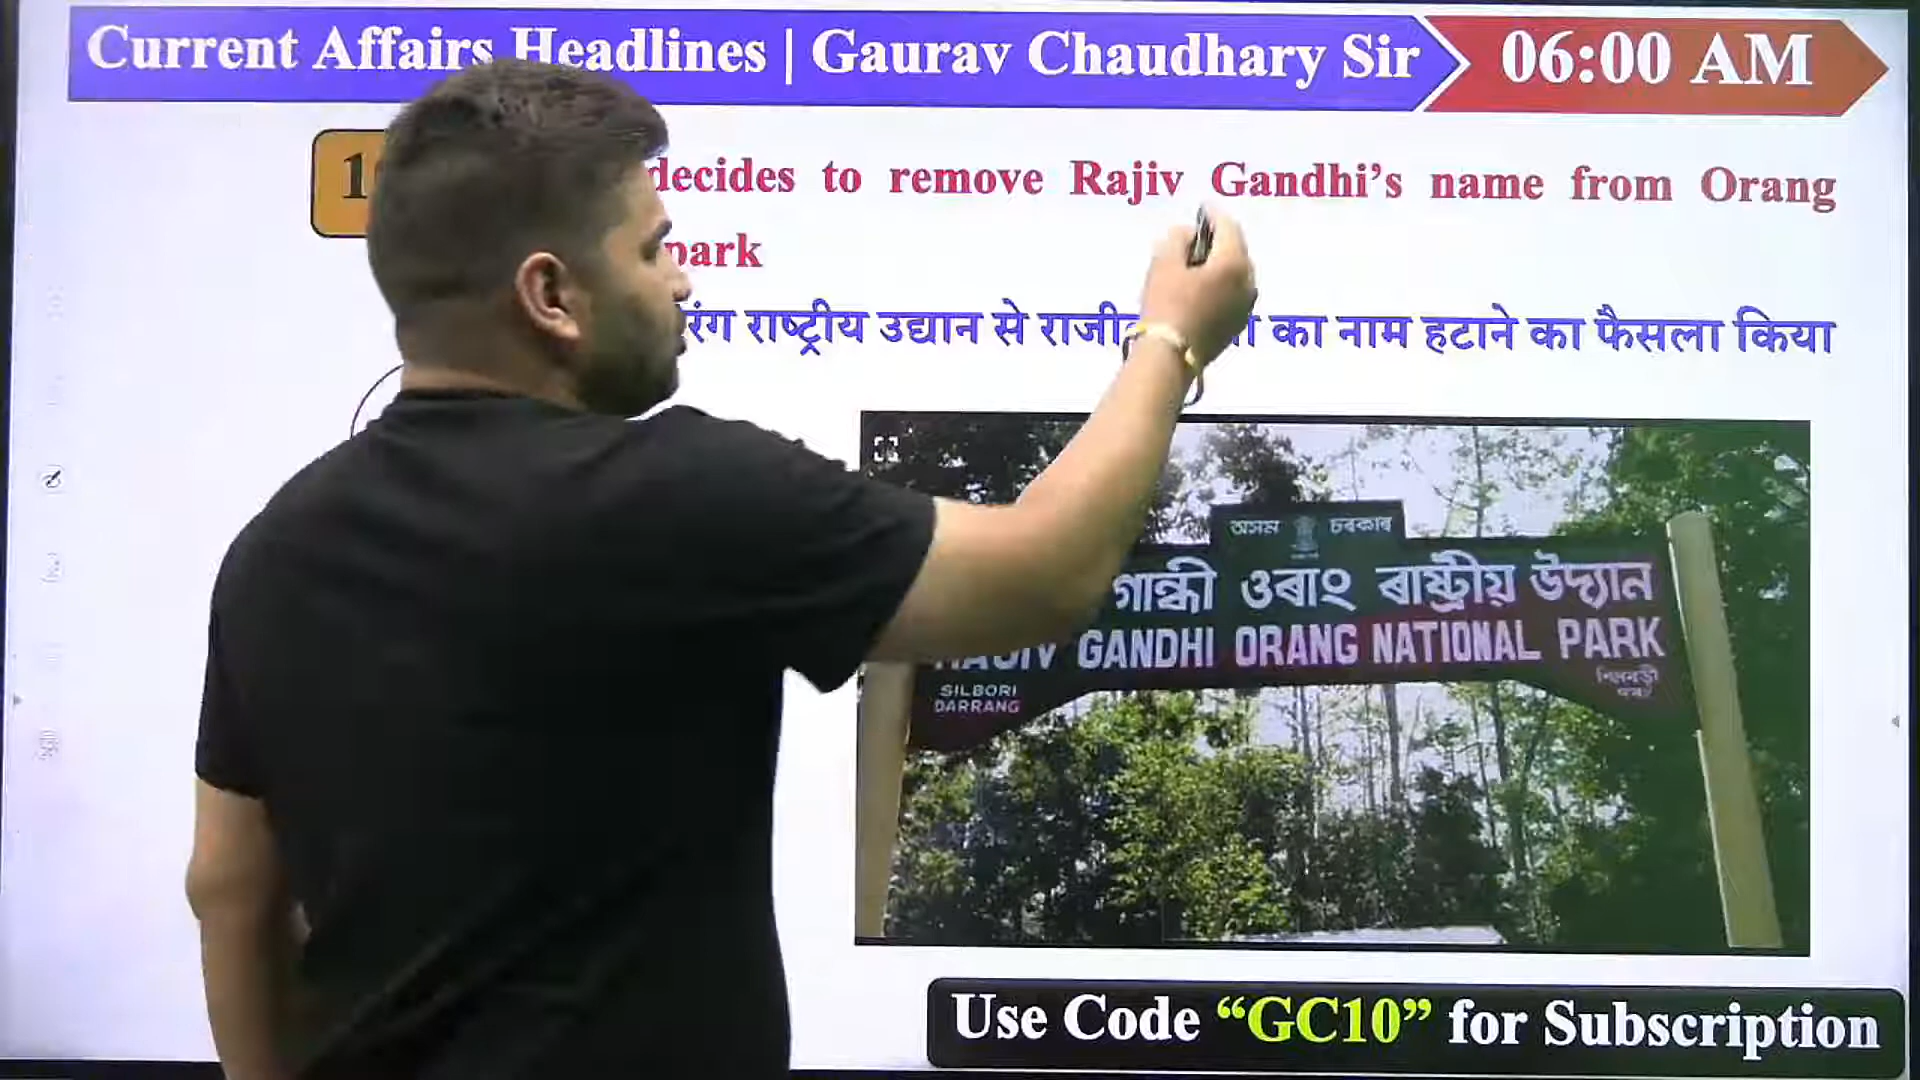 Current Affairs Headlines | Gaurav Chaudhary Sir
06:00 AM
decides to remove Rajiv Gandhi’s name from Orang
park
राष्ट्रीय उद्यान से का नाम हटाने का फैसला किया
অসম চৰকাৰ
গান্ধী ওৰাং ৰাষ্ট্ৰীয় উদ্যান
RAJIV GANDHI ORANG NATIONAL PARK
SILBORI
DARRANG
Use Code “GC10” for Subscription